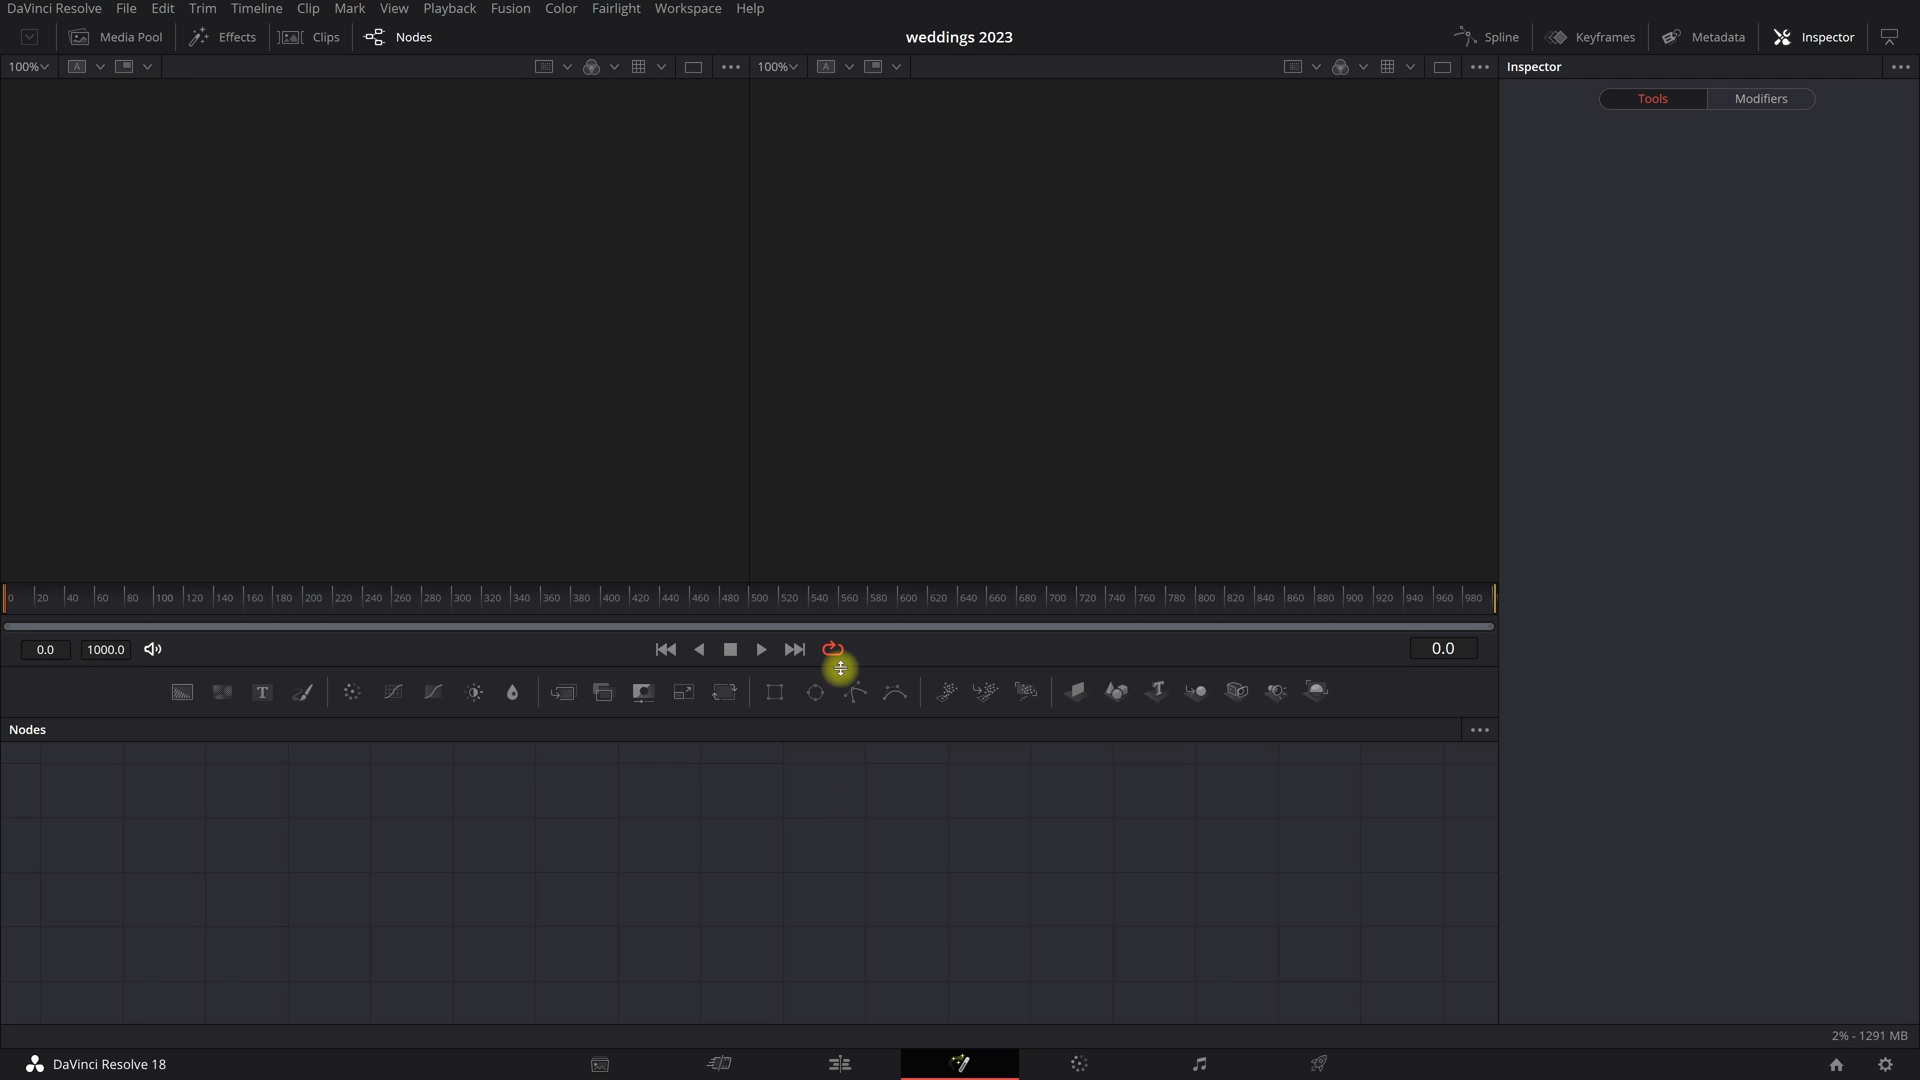 DaVinci Resolve File Edit Trim Timeline Clip Mark View Playback Fusion Color Fairlight Workspace Help
Media Pool Effects Clips Nodes weddings 2023 Spline Keyframes Metadata Inspector
100% A 100% A Inspector
Tools Modifiers
0 20 40 60 80 100 120 140 160 180 200 220 240 260 280 300 320 340 360 380 400 420 440 460 480 500 520 540 560 580 600 620 640 660 680 700 720 740 760 780 800 820 840 860 880 900 920 940 960 980
0.0 1000.0 0.0
T
Nodes
2% - 1291 MB
DaVinci Resolve 18